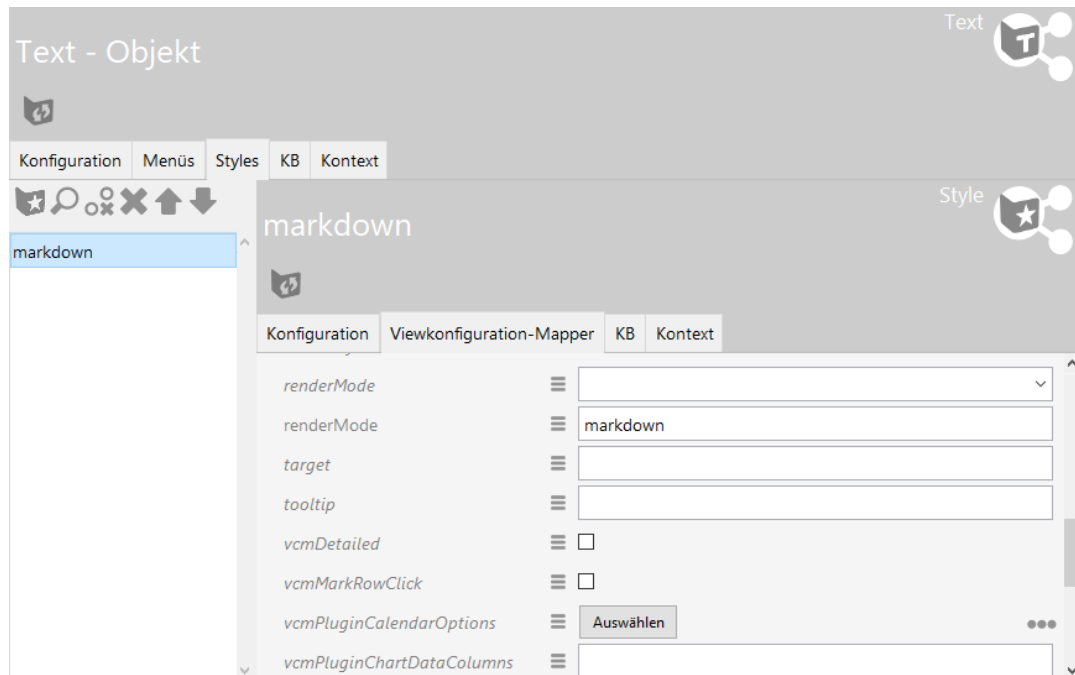 Text
Text - Objekt
Konfiguration Menüs Styles KB Kontext
Style
markdown
markdown
Konfiguration Viewkonfiguration-Mapper KB Kontext
renderMode
renderMode markdown
target
tooltip
vcmDetailed
vcmMarkRowClick
vcmPluginCalendarOptions Auswählen
vcmPluginChartDataColumns